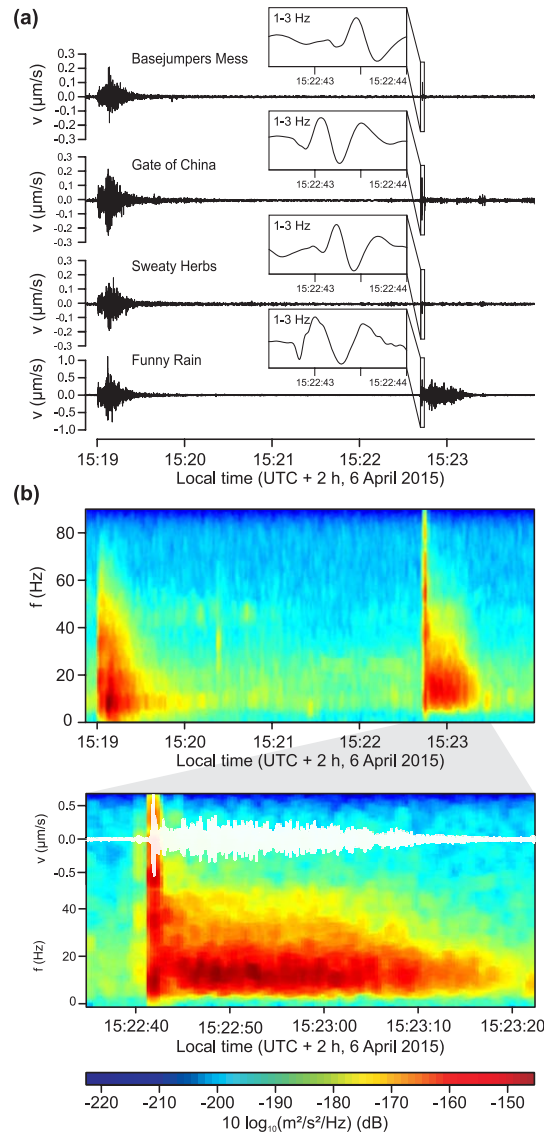 (a)
1-3 Hz
Basejumpers Mess
0.3
0.2
0.1
0.0
-0.1
-0.2
-0.3
v (µm/s)
15:22:43 15:22:44
1-3 Hz
Gate of China
0.3
0.2
0.1
0.0
-0.1
-0.2
-0.3
v (µm/s)
15:22:43 15:22:44
1-3 Hz
Sweaty Herbs
0.3
0.2
0.1
0.0
-0.1
-0.2
-0.3
v (µm/s)
15:22:43 15:22:44
1-3 Hz
Funny Rain
1.0
0.5
0.0
-0.5
-1.0
v (µm/s)
15:22:43 15:22:44
15:19 15:20 15:21 15:22 15:23
Local time (UTC + 2 h, 6 April 2015)
(b)
80
60
40
20
0
f (Hz)
15:19 15:20 15:21 15:22 15:23
Local time (UTC + 2 h, 6 April 2015)
0.5
0.0
-0.5
v (µm/s)
40
20
0
f (Hz)
15:22:40 15:22:50 15:23:00 15:23:10 15:23:20
Local time (UTC + 2 h, 6 April 2015)
-220 -210 -200 -190 -180 -170 -160 -150
10 log₁₀(m²/s²/Hz) (dB)